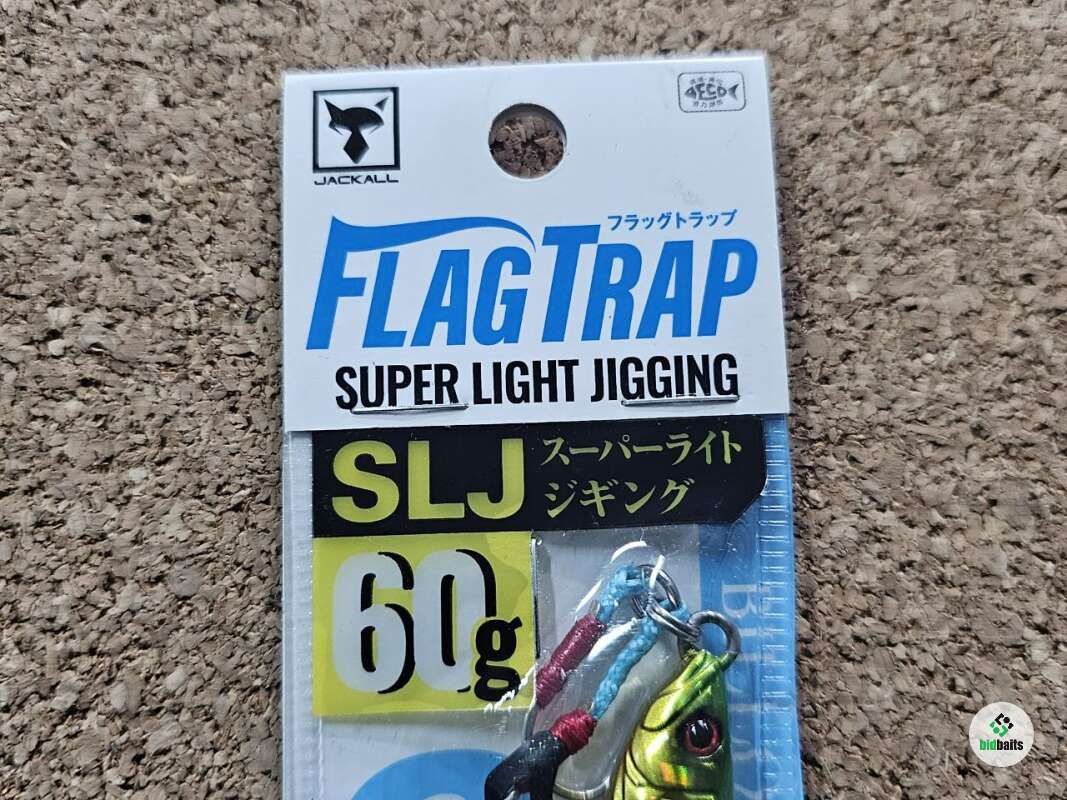 JACKALL
ECO
フラッグトラップ
FLAGTRAP
SUPER LIGHT JIGGING
SLJ
スーパーライト
ジギング
60g
bidbaits